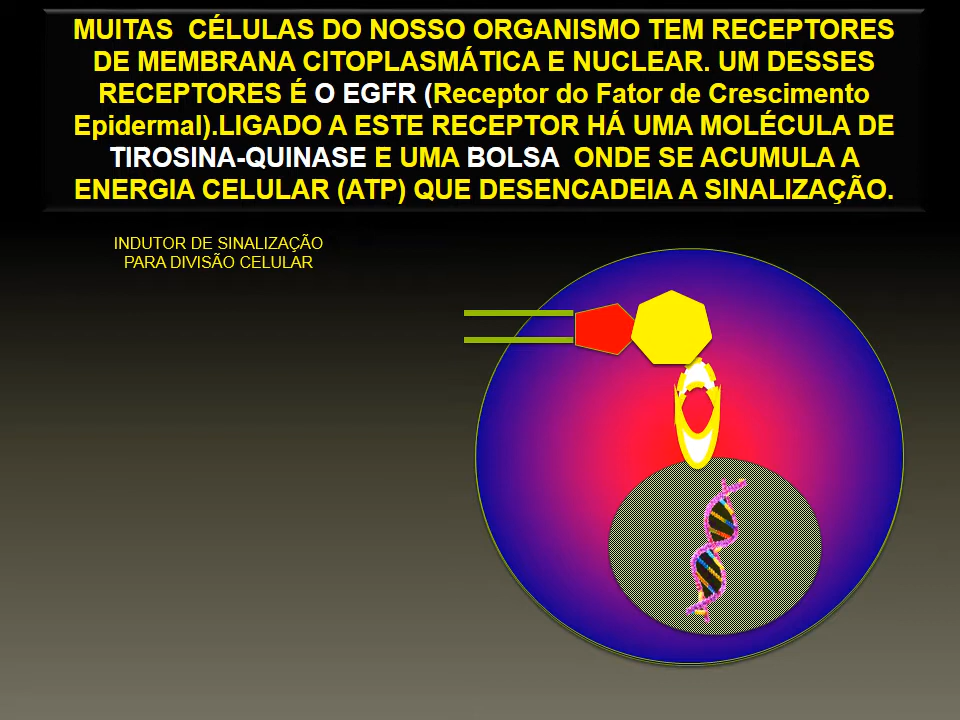 MUITAS  CÉLULAS DO NOSSO ORGANISMO TEM RECEPTORES
DE MEMBRANA CITOPLASMÁTICA E NUCLEAR. UM DESSES
RECEPTORES É O EGFR (Receptor do Fator de Crescimento
Epidermal).LIGADO A ESTE RECEPTOR HÁ UMA MOLÉCULA DE
TIROSINA-QUINASE E UMA BOLSA  ONDE SE ACUMULA A
ENERGIA CELULAR (ATP) QUE DESENCADEIA A SINALIZAÇÃO.
INDUTOR DE SINALIZAÇÃO
PARA DIVISÃO CELULAR